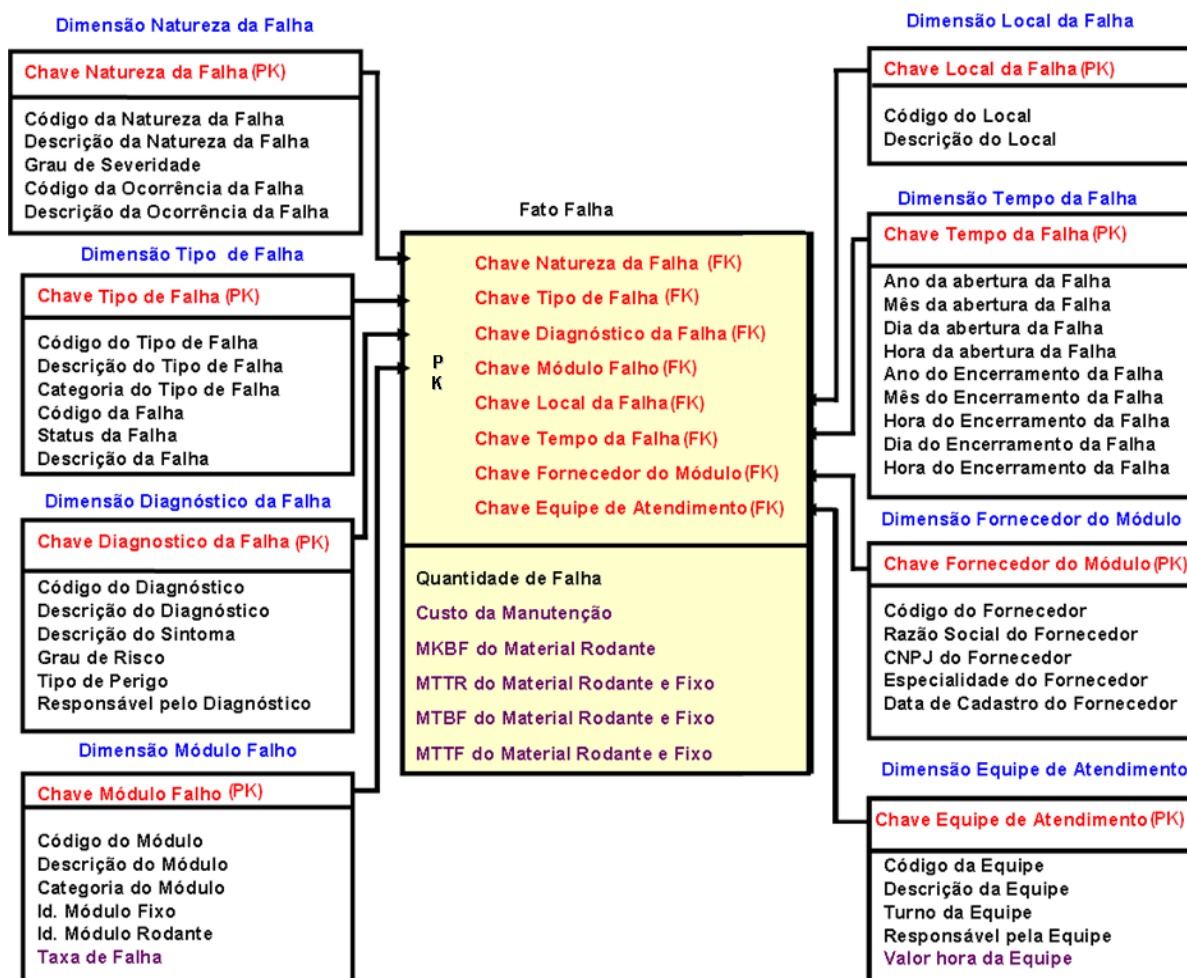 Dimensão Natureza da Falha
Chave Natureza da Falha (PK)
Código da Natureza da Falha
Descrição da Natureza da Falha
Grau de Severidade
Código da Ocorrência da Falha
Descrição da Ocorrência da Falha
Dimensão Tipo de Falha
Chave Tipo de Falha (PK)
Código do Tipo de Falha
Descrição do Tipo de Falha
Categoria do Tipo de Falha
Código da Falha
Status da Falha
Descrição da Falha
Dimensão Diagnóstico da Falha
Chave Diagnostico da Falha (PK)
Código do Diagnóstico
Descrição do Diagnóstico
Descrição do Sintoma
Grau de Risco
Tipo de Perigo
Responsável pelo Diagnóstico
Dimensão Módulo Falho
Chave Módulo Falho (PK)
Código do Módulo
Descrição do Módulo
Categoria do Módulo
Id. Módulo Fixo
Id. Módulo Rodante
Taxa de Falha
Fato Falha
P
K
Chave Natureza da Falha (FK)
Chave Tipo de Falha (FK)
Chave Diagnóstico da Falha (FK)
Chave Módulo Falho (FK)
Chave Local da Falha (FK)
Chave Tempo da Falha (FK)
Chave Fornecedor do Módulo (FK)
Chave Equipe de Atendimento (FK)
Quantidade de Falha
Custo da Manutenção
MKBF do Material Rodante
MTTR do Material Rodante e Fixo
MTBF do Material Rodante e Fixo
MTTF do Material Rodante e Fixo
Dimensão Local da Falha
Chave Local da Falha (PK)
Código do Local
Descrição do Local
Dimensão Tempo da Falha
Chave Tempo da Falha (PK)
Ano da abertura da Falha
Mês da abertura da Falha
Dia da abertura da Falha
Hora da abertura da Falha
Ano do Encerramento da Falha
Mês do Encerramento da Falha
Hora do Encerramento da Falha
Dia do Encerramento da Falha
Hora do Encerramento da Falha
Dimensão Fornecedor do Módulo
Chave Fornecedor do Módulo (PK)
Código do Fornecedor
Razão Social do Fornecedor
CNPJ do Fornecedor
Especialidade do Fornecedor
Data de Cadastro do Fornecedor
Dimensão Equipe de Atendimento
Chave Equipe de Atendimento (PK)
Código da Equipe
Descrição da Equipe
Turno da Equipe
Responsável pela Equipe
Valor hora da Equipe